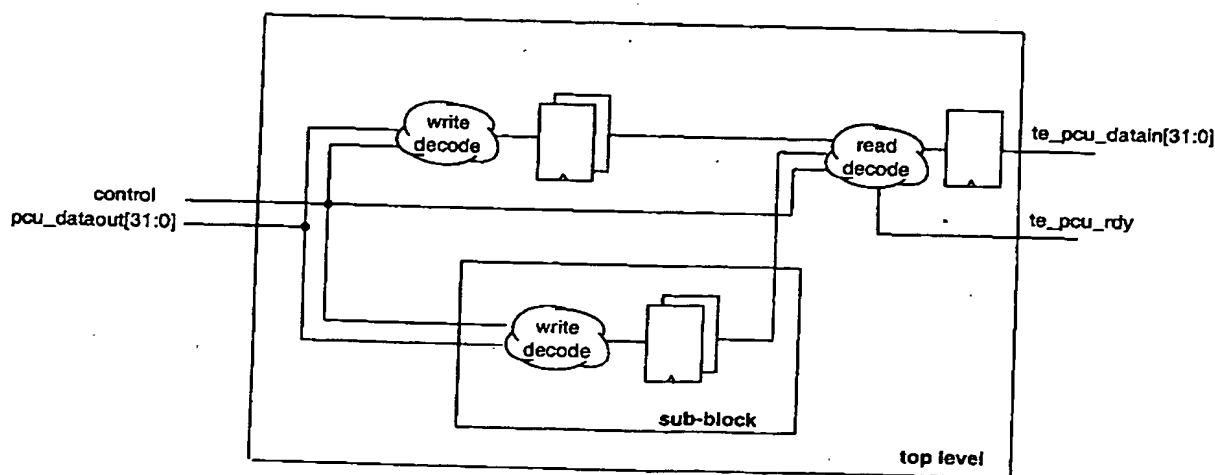 write
decode
read
decode
te_pcu_datain[31:0]
control
pcu_dataout[31:0]
te_pcu_rdy
write
decode
sub-block
top level